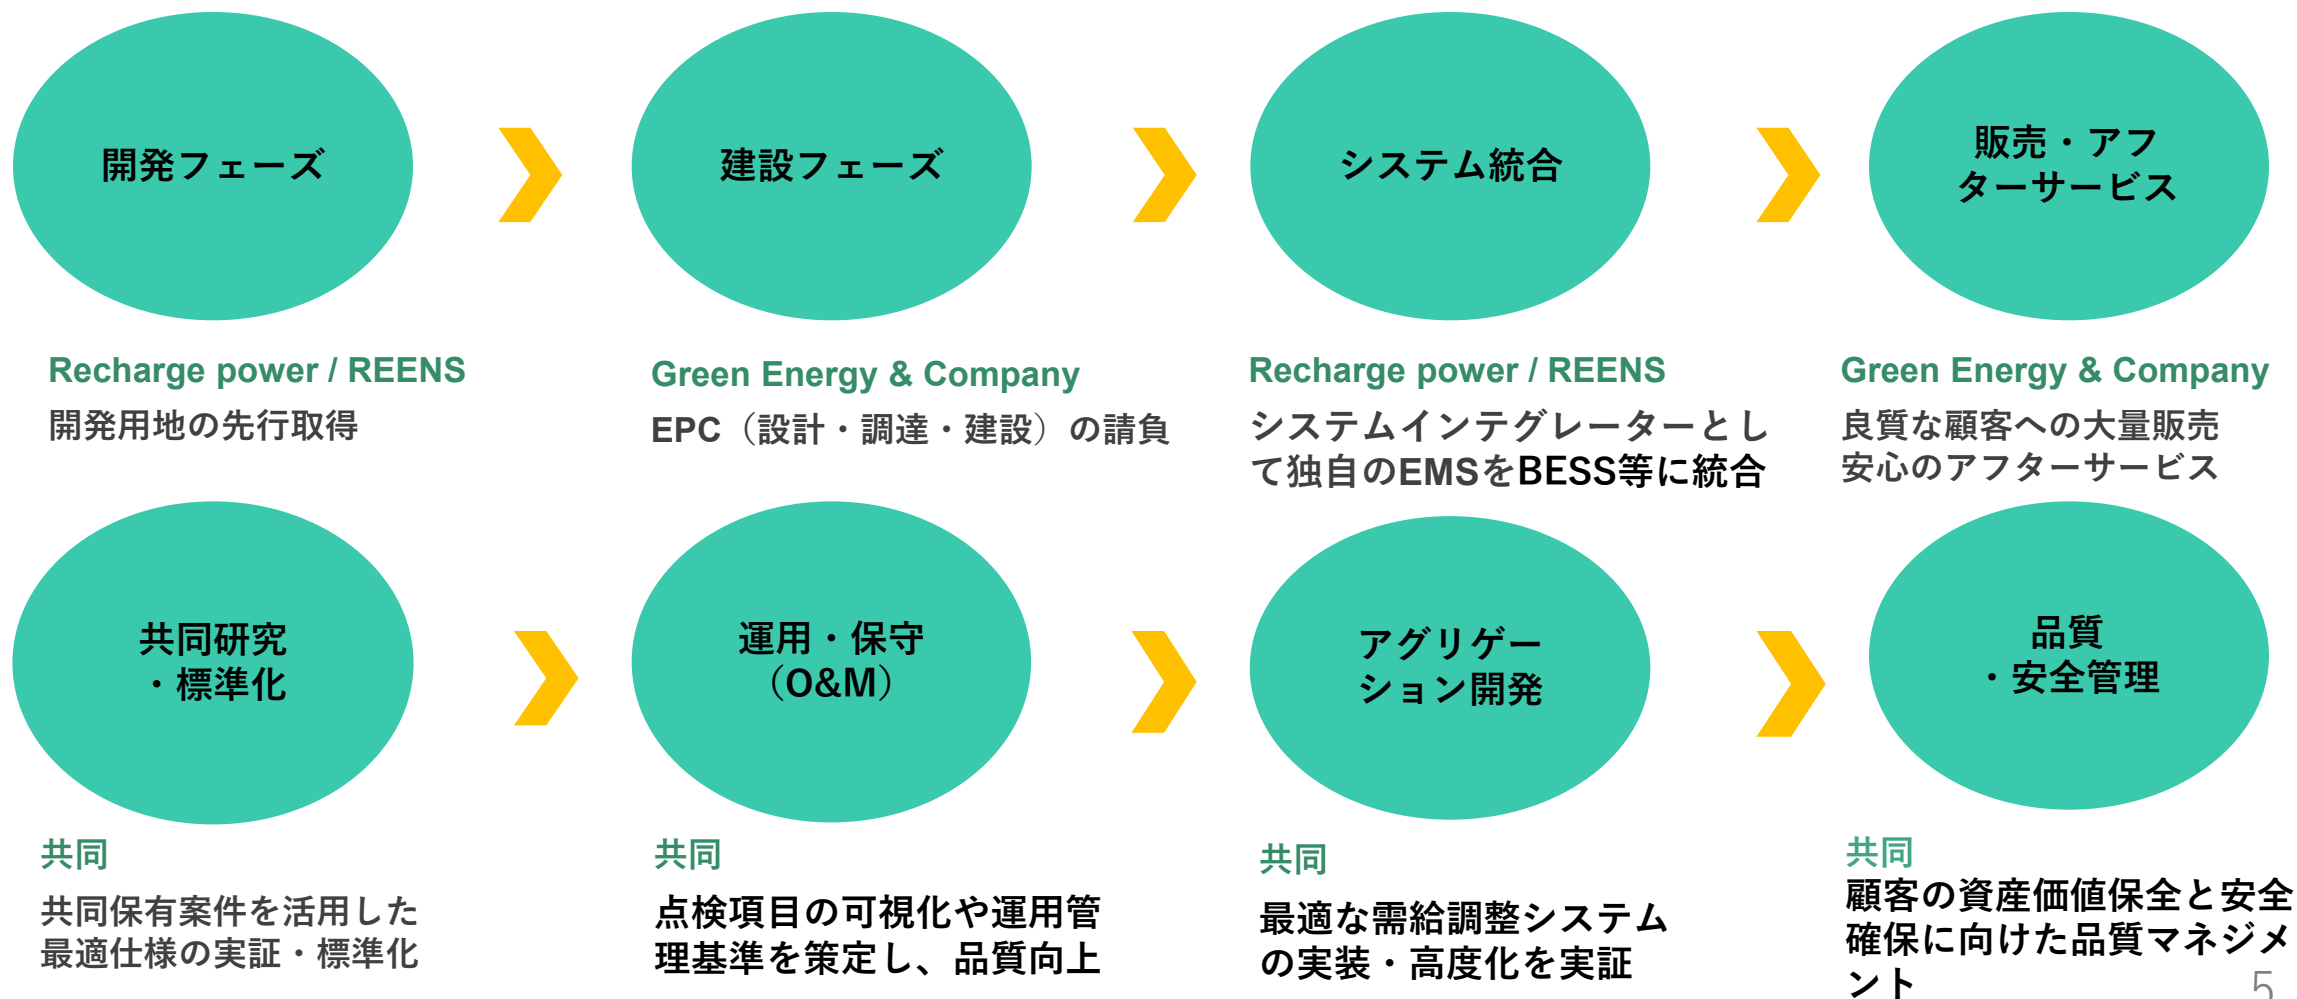 開発フェーズ
建設フェーズ
システム統合
販売・アフ
ターサービス
Recharge power / REENS
開発用地の先行取得
Green Energy & Company
EPC（設計・調達・建設）の請負
Recharge power / REENS
システムインテグレーターとし
て独自のEMSをBESS等に統合
Green Energy & Company
良質な顧客への大量販売
安心のアフターサービス
共同研究
・標準化
運用・保守
（O&M）
アグリゲー
ション開発
品質
・安全管理
共同
共同保有案件を活用した
最適仕様の実証・標準化
共同
点検項目の可視化や運用管
理基準を策定し、品質向上
共同
最適な需給調整システム
の実装・高度化を実証
共同
顧客の資産価値保全と安全
確保に向けた品質マネジメ
ント
5